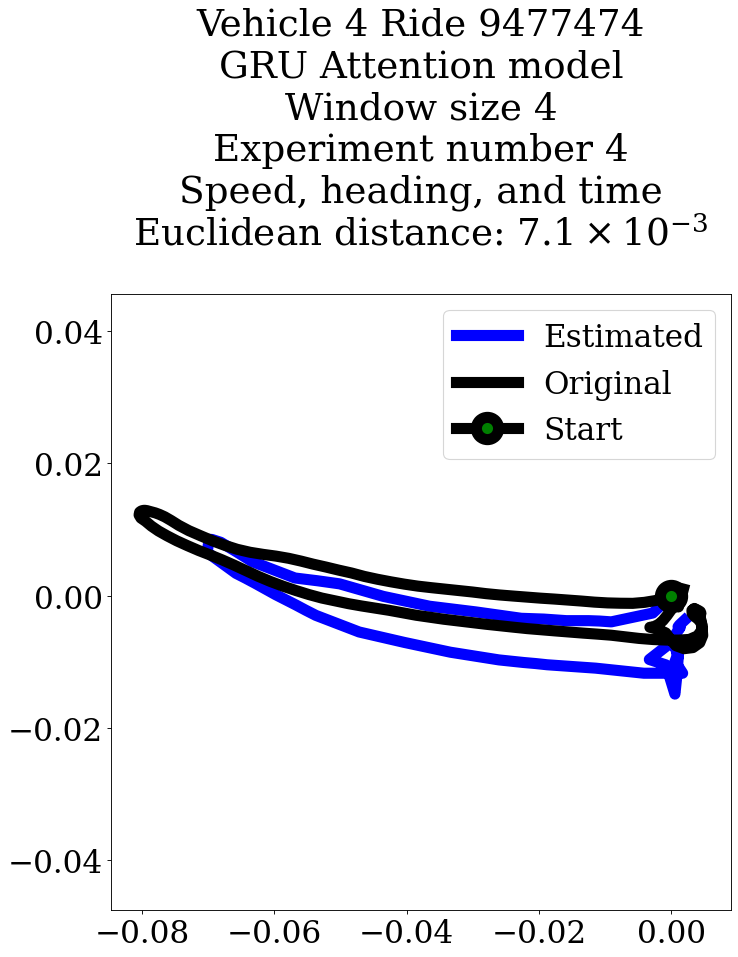 Vehicle 4 Ride 9477474
GRU Attention model
Window size 4
Experiment number 4
Speed, heading, and time
Euclidean distance: 7.1 × 10⁻³
Estimated
Original
Start
0.04
0.02
0.00
−0.02
−0.04
−0.08 −0.06 −0.04 −0.02 0.00